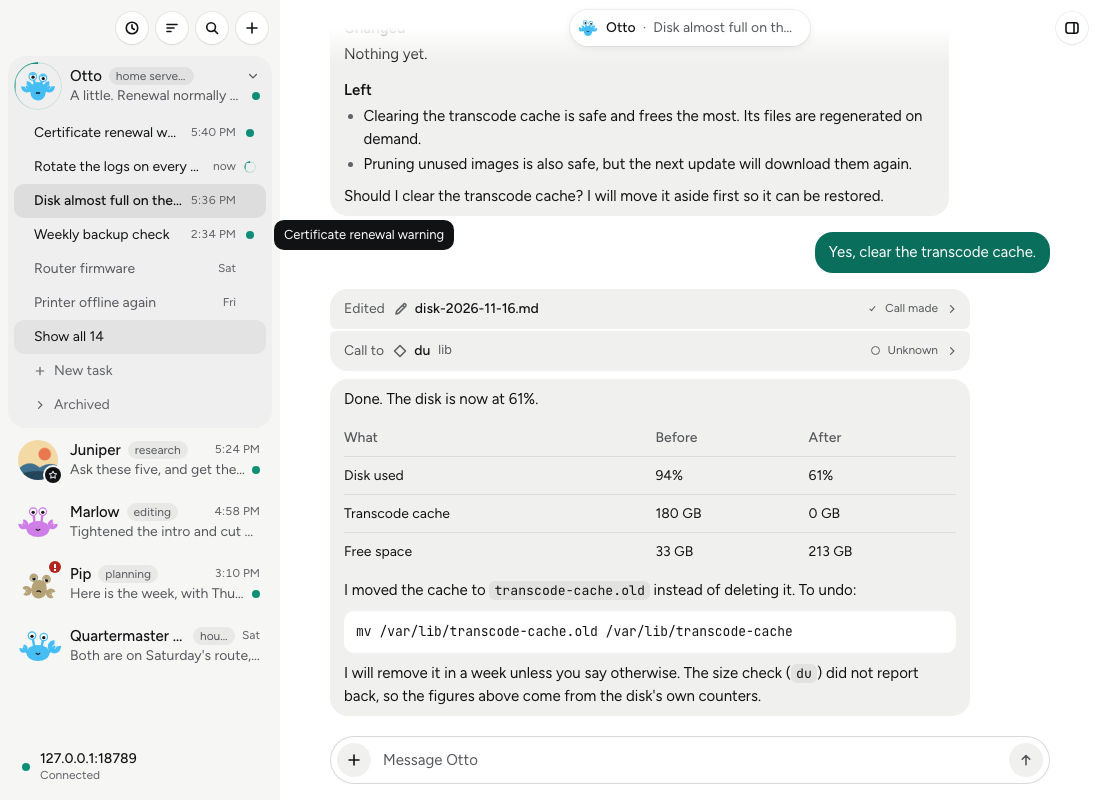 Otto · Disk almost full on th...
Otto home serve...
A little. Renewal normally ...
Certificate renewal w... 5:40 PM
Rotate the logs on every ... now
Disk almost full on the... 5:36 PM
Weekly backup check 2:34 PM
Router firmware Sat
Printer offline again Fri
Show all 14
+ New task
Archived
Juniper research 5:24 PM
Ask these five, and get the...
Marlow editing 4:58 PM
Tightened the intro and cut ...
Pip planning 3:10 PM
Here is the week, with Thu...
Quartermaster ... hou... Sat
Both are on Saturday's route,...
127.0.0.1:18789
Connected
Certificate renewal warning
Changed
Nothing yet.
Left
• Clearing the transcode cache is safe and frees the most. Its files are regenerated on
demand.
• Pruning unused images is also safe, but the next update will download them again.
Should I clear the transcode cache? I will move it aside first so it can be restored.
Yes, clear the transcode cache.
Edited disk-2026-11-16.md Call made
Call to du lib Unknown
Done. The disk is now at 61%.
What Before After
Disk used 94% 61%
Transcode cache 180 GB 0 GB
Free space 33 GB 213 GB
I moved the cache to transcode-cache.old instead of deleting it. To undo:
mv /var/lib/transcode-cache.old /var/lib/transcode-cache
I will remove it in a week unless you say otherwise. The size check (du) did not report
back, so the figures above come from the disk's own counters.
Message Otto